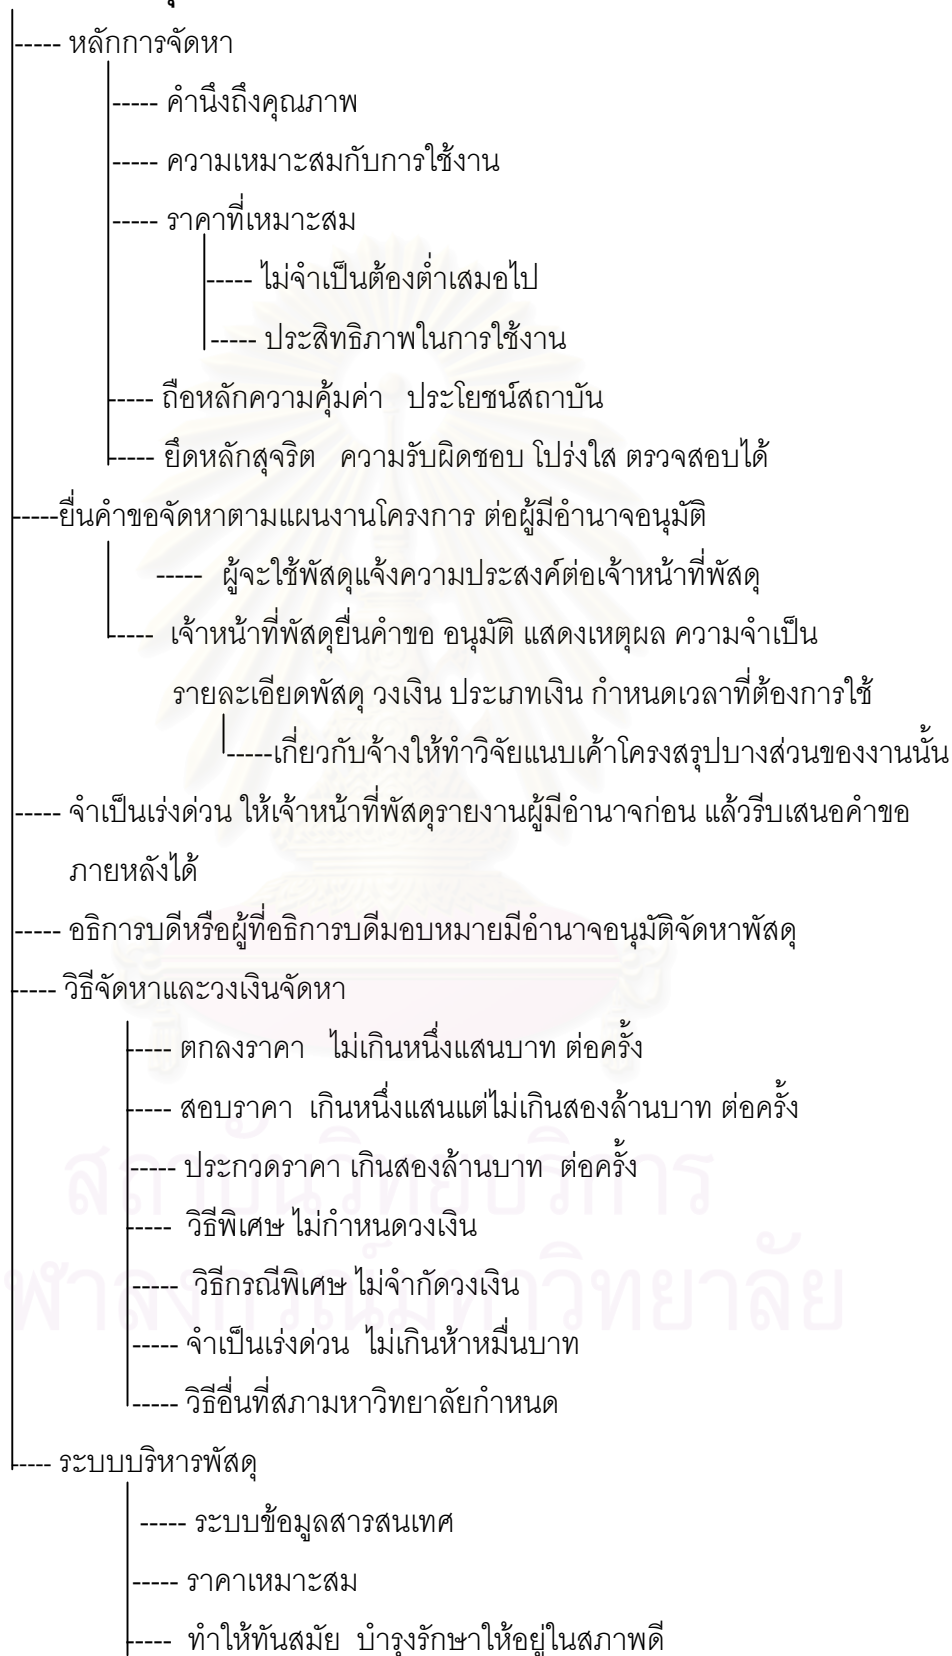 ----- หลักการจัดหา
----- คำนึงถึงคุณภาพ
----- ความเหมาะสมกับการใช้งาน
----- ราคาที่เหมาะสม
----- ไม่จำเป็นต้องต่ำเสมอไป
----- ประสิทธิภาพในการใช้งาน
----- ถือหลักความคุ้มค่า ประโยชน์สถาบัน
----- ยึดหลักสุจริต ความรับผิดชอบ โปร่งใส ตรวจสอบได้
-----ยื่นคำขอจัดหาตามแผนงานโครงการ ต่อผู้มีอำนาจอนุมัติ
----- ผู้จะใช้พัสดุแจ้งความประสงค์ต่อเจ้าหน้าที่พัสดุ
----- เจ้าหน้าที่พัสดุยื่นคำขอ อนุมัติ แสดงเหตุผล ความจำเป็น
รายละเอียดพัสดุ วงเงิน ประเภทเงิน กำหนดเวลาที่ต้องการใช้
-----เกี่ยวกับจ้างให้ทำวิจัยแนบเค้าโครงสรุปบางส่วนของงานนั้น
----- จำเป็นเร่งด่วน ให้เจ้าหน้าที่พัสดุรายงานผู้มีอำนาจก่อน แล้วรีบเสนอคำขอ
ภายหลังได้
----- อธิการบดีหรือผู้ที่อธิการบดีมอบหมายมีอำนาจอนุมัติจัดหาพัสดุ
----- วิธีจัดหาและวงเงินจัดหา
----- ตกลงราคา ไม่เกินหนึ่งแสนบาท ต่อครั้ง
----- สอบราคา เกินหนึ่งแสนแต่ไม่เกินสองล้านบาท ต่อครั้ง
----- ประกวดราคา เกินสองล้านบาท ต่อครั้ง
----- วิธีพิเศษ ไม่กำหนดวงเงิน
----- วิธีกรณีพิเศษ ไม่จำกัดวงเงิน
----- จำเป็นเร่งด่วน ไม่เกินห้าหมื่นบาท
----- วิธีอื่นที่สภามหาวิทยาลัยกำหนด
----- ระบบบริหารพัสดุ
----- ระบบข้อมูลสารสนเทศ
----- ราคาเหมาะสม
----- ทำให้ทันสมัย บำรุงรักษาให้อยู่ในสภาพดี
สถาบันวิทยบริการ
ฬาลงกรณ์มหาวิทยาลัย